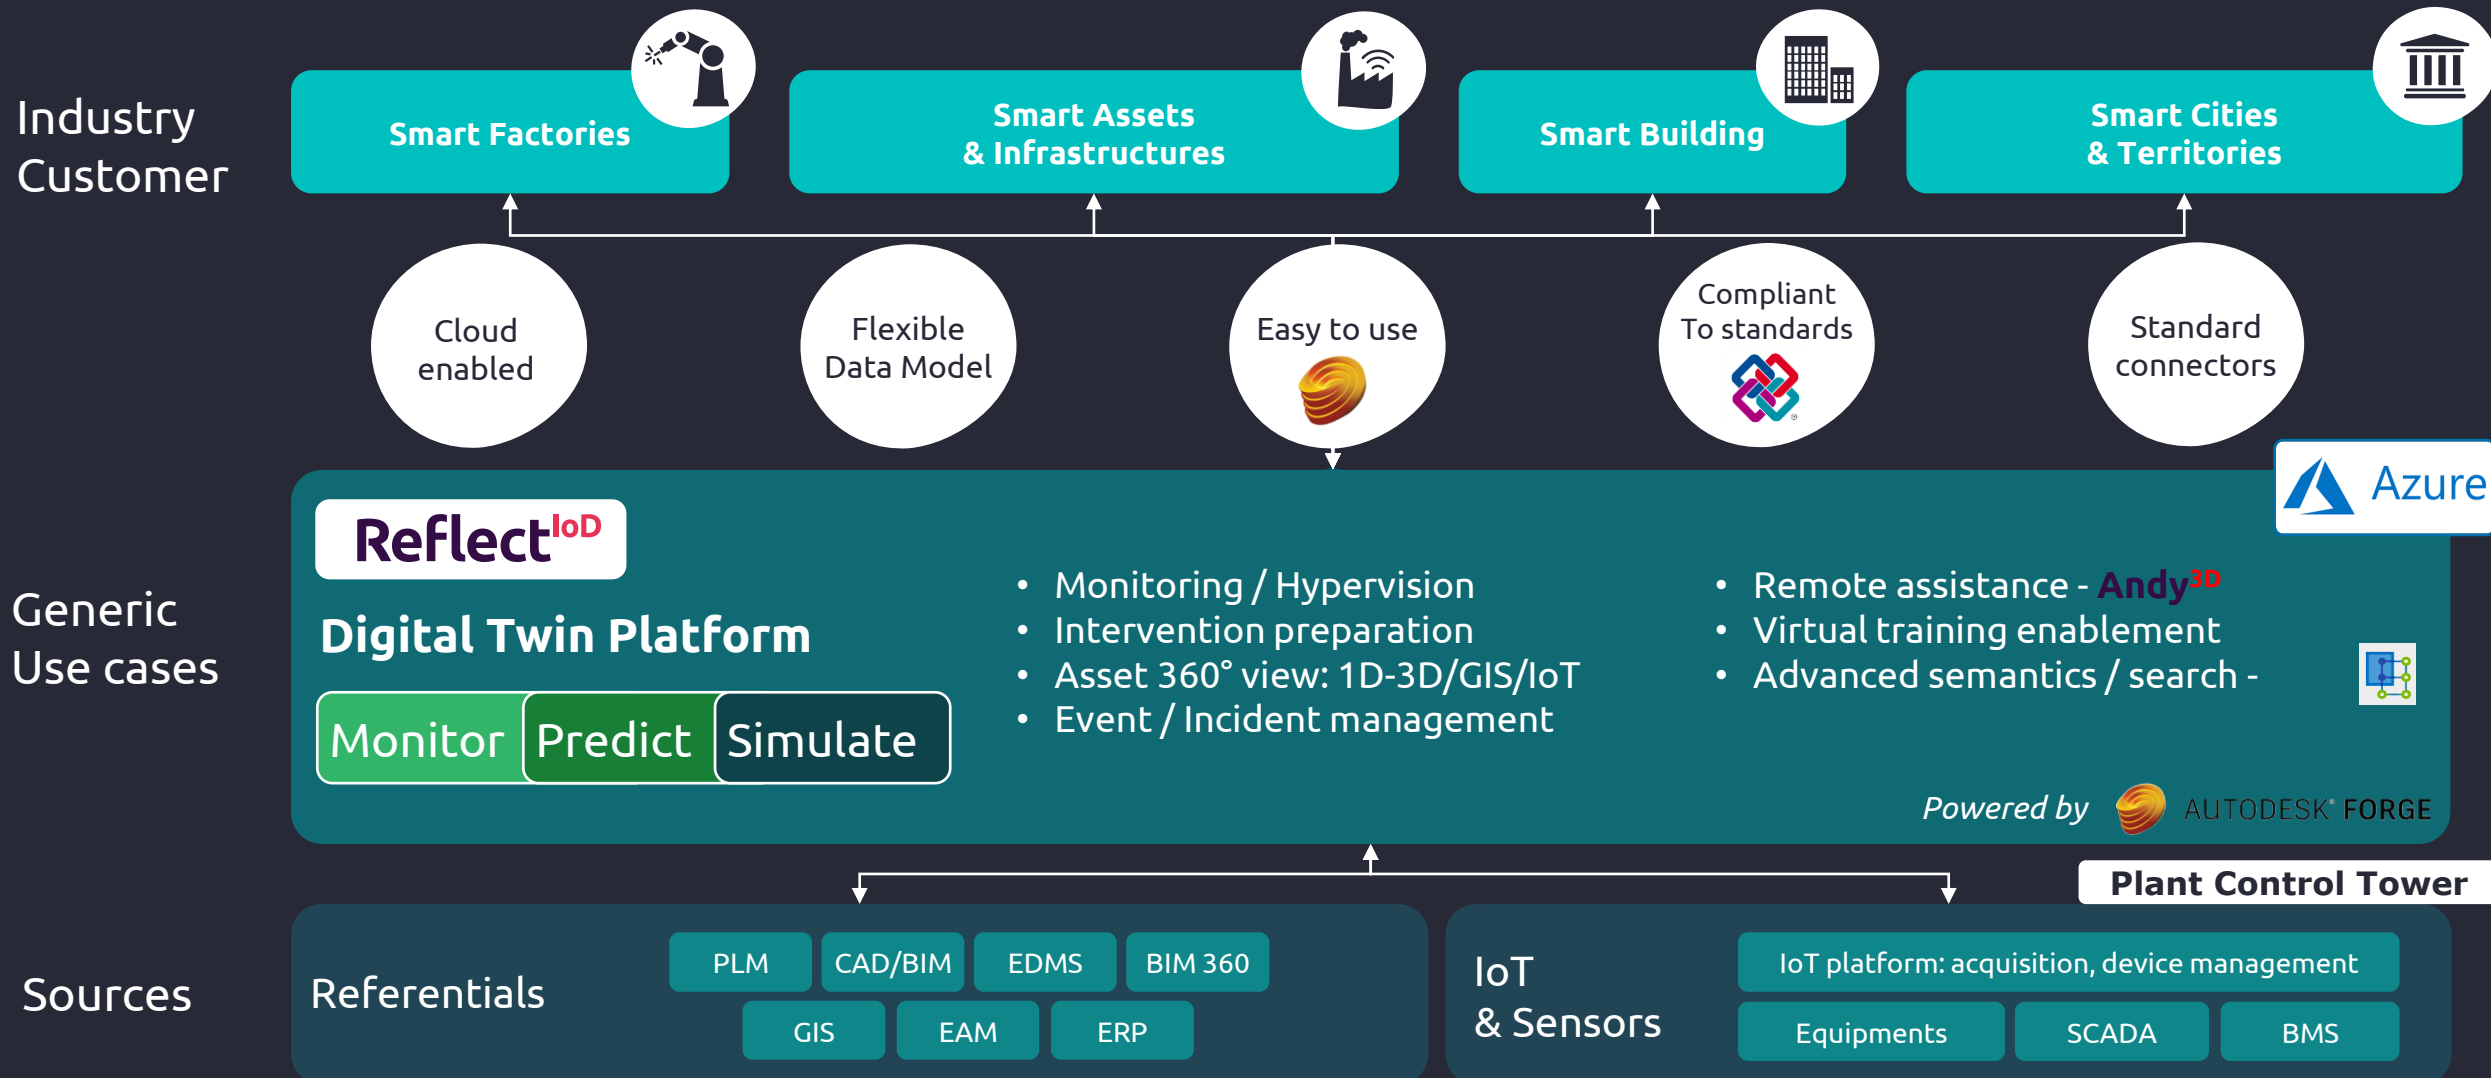 Industry
Customer
Smart Factories
Smart Assets
& Infrastructures
Smart Building
Smart Cities
& Territories
Cloud
enabled
Flexible
Data Model
Easy to use
Compliant
To standards
®
Standard
connectors
Azure
Generic
Use cases
ReflectIoD
Digital Twin Platform
Monitor
Predict
Simulate
• Monitoring / Hypervision
• Intervention preparation
• Asset 360° view: 1D-3D/GIS/IoT
• Event / Incident management
• Remote assistance - Andy3D
• Virtual training enablement
• Advanced semantics / search -
Powered by
AUTODESK® FORGE
Plant Control Tower
Sources
Referentials
PLM
CAD/BIM
EDMS
BIM 360
GIS
EAM
ERP
IoT
& Sensors
IoT platform: acquisition, device management
Equipments
SCADA
BMS